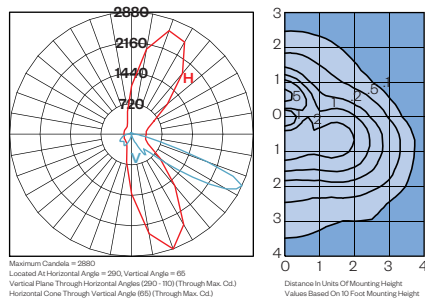 2880
2160
1440
720
H
V
Maximum Candela = 2880
Located At Horizontal Angle = 290, Vertical Angle = 65
Vertical Plane Through Horizontal Angles (290 - 110) (Through Max. Cd.)
Horizontal Cone Through Vertical Angle (65) (Through Max. Cd.)
3
2
1
0
1
2
3
4
.5
1
2
1
.2
.5
.1
0 1 2 3 4
Distance In Units Of Mounting Height
Values Based On 10 Foot Mounting Height